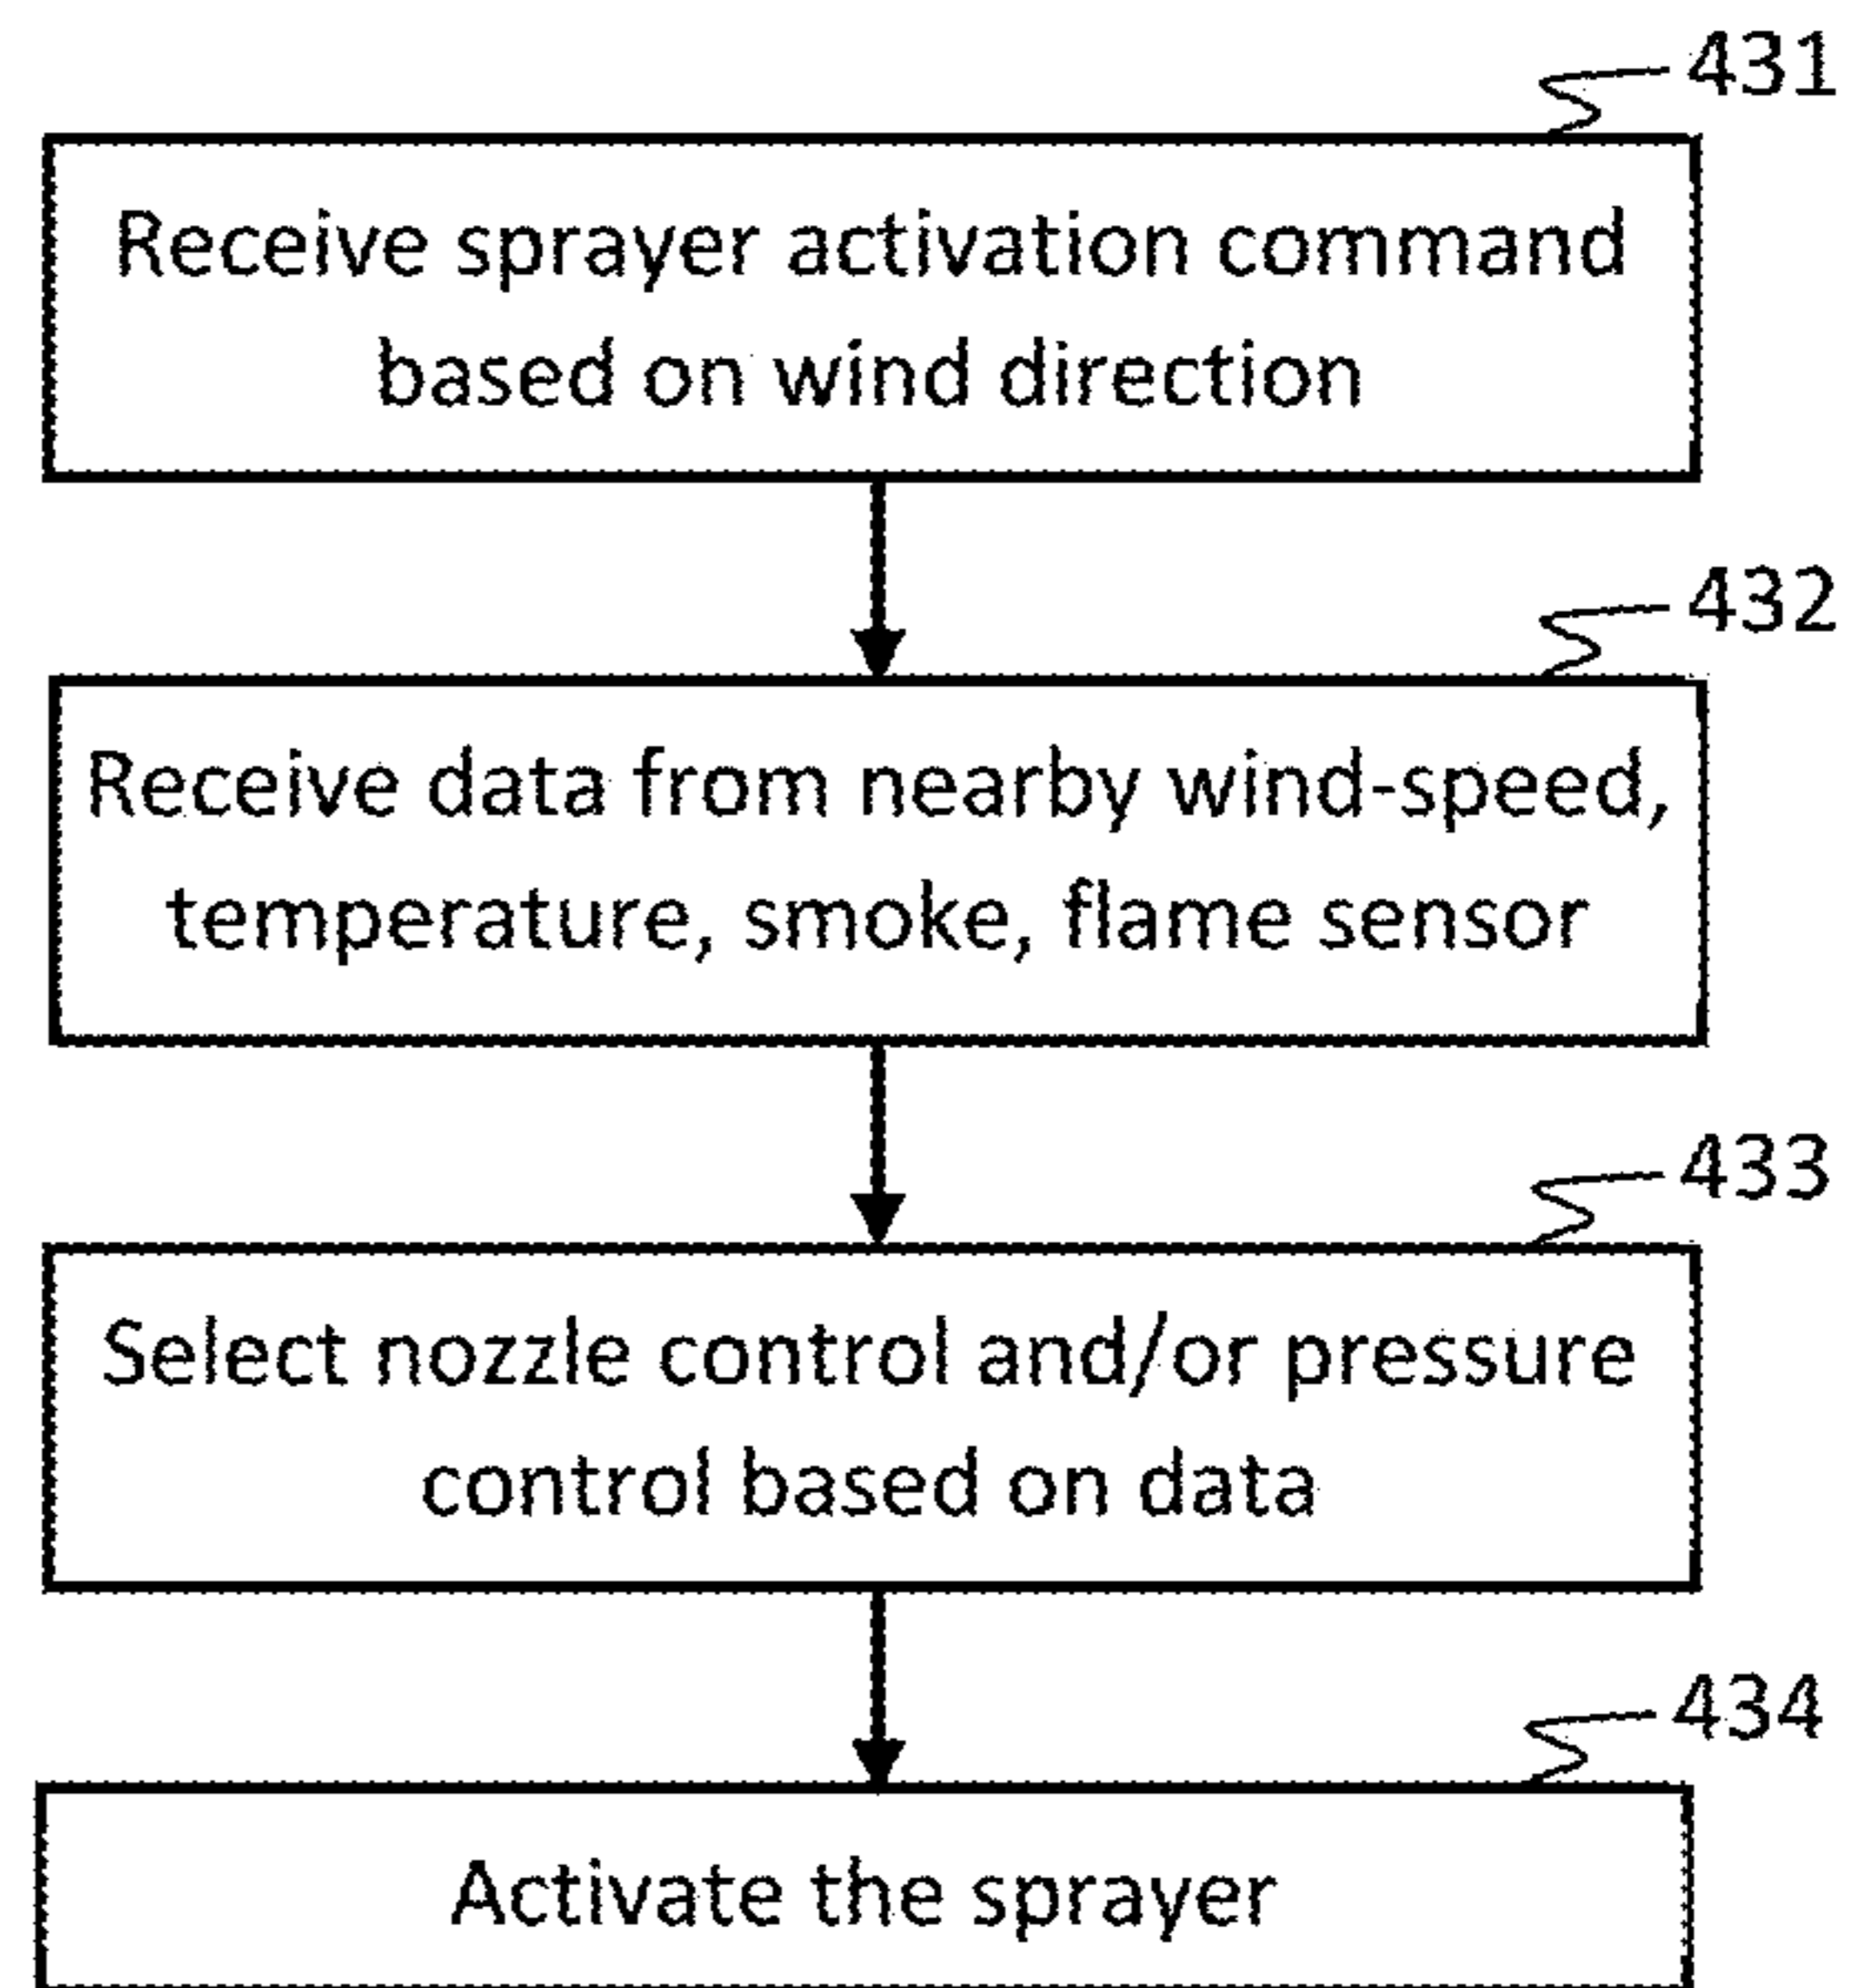 431
Receive sprayer activation command
based on wind direction
432
Receive data from nearby wind-speed,
temperature, smoke, flame sensor
433
Select nozzle control and/or pressure
control based on data
434
Activate the sprayer